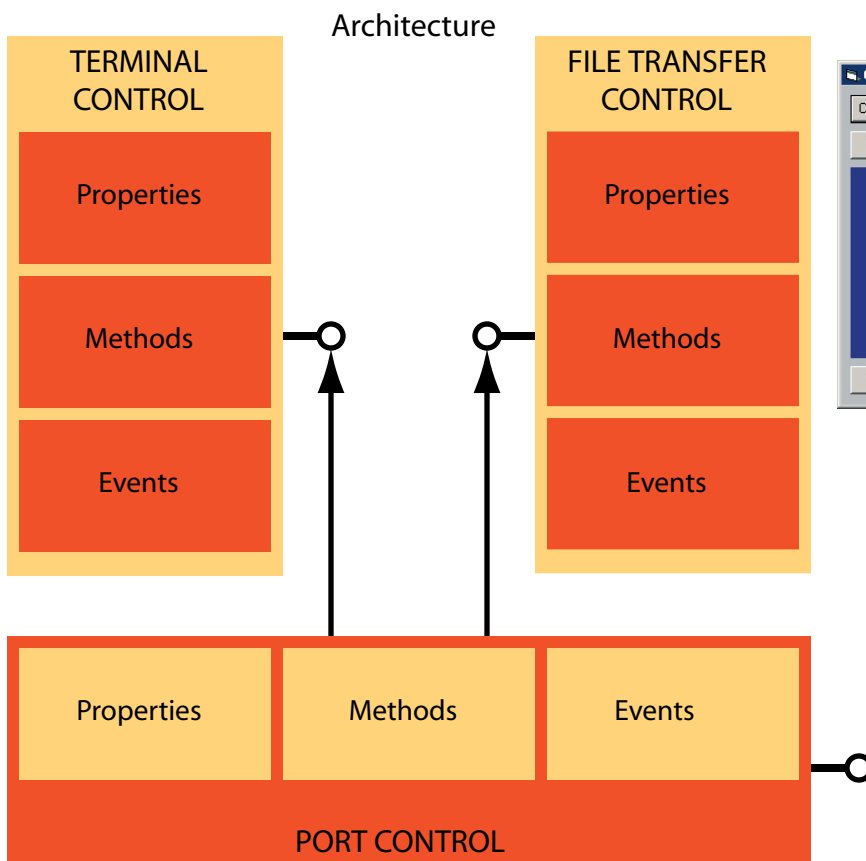 Architecture
TERMINAL
CONTROL
Properties
Methods
Events
FILE TRANSFER
CONTROL
Properties
Methods
Events
Properties
Methods
Events
PORT CONTROL